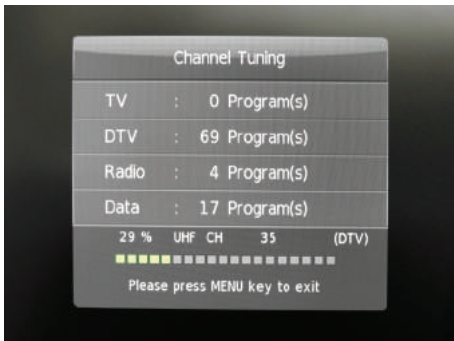 Channel Tuning
TV : 0 Program(s)
DTV : 69 Program(s)
Radio : 4 Program(s)
Data : 17 Program(s)
29 % UHF CH 35 (DTV)
Please press MENU key to exit